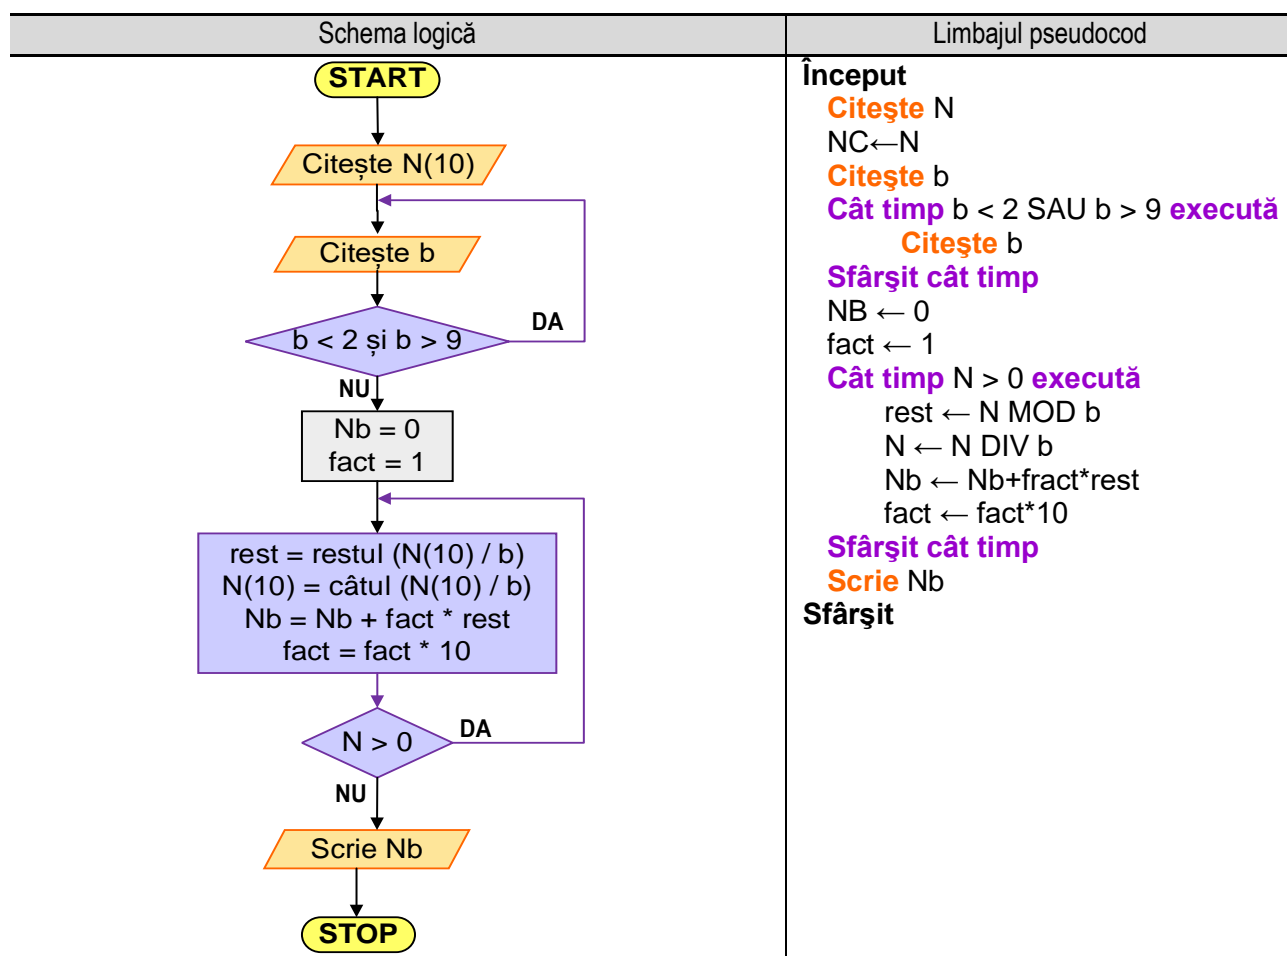 Schema logică
Limbajul pseudocod
START
Citește N(10)
Citește b
b < 2 și b > 9
DA
NU
Nb = 0
fact = 1
rest = restul (N(10) / b)
N(10) = câtul (N(10) / b)
Nb = Nb + fact * rest
fact = fact * 10
N > 0
DA
NU
Scrie Nb
STOP
Început
Citeşte N
NC←N
Citeşte b
Cât timp b < 2 SAU b > 9 execută
Citeşte b
Sfârşit cât timp
NB ← 0
fact ← 1
Cât timp N > 0 execută
rest ← N MOD b
N ← N DIV b
Nb ← Nb+fract*rest
fact ← fact*10
Sfârşit cât timp
Scrie Nb
Sfârşit